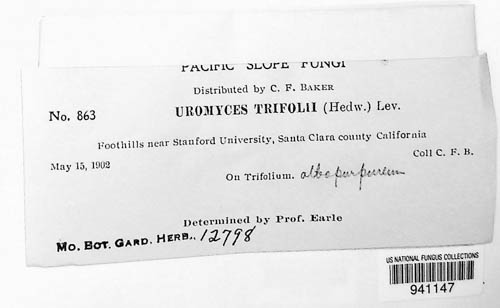 PACIFIC SLOPE FUNGI
Distributed by C. F. BAKER
No. 863 UROMYCES TRIFOLII (Hedw.) Lev.
Foothills near Stanford University, Santa Clara county California
May 15, 1902 Coll C. F. B.
On Trifolium. albopurpureum
Determined by Prof. Earle
MO. BOT. GARD. HERB. 12798
US NATIONAL FUNGUS COLLECTIONS
941147